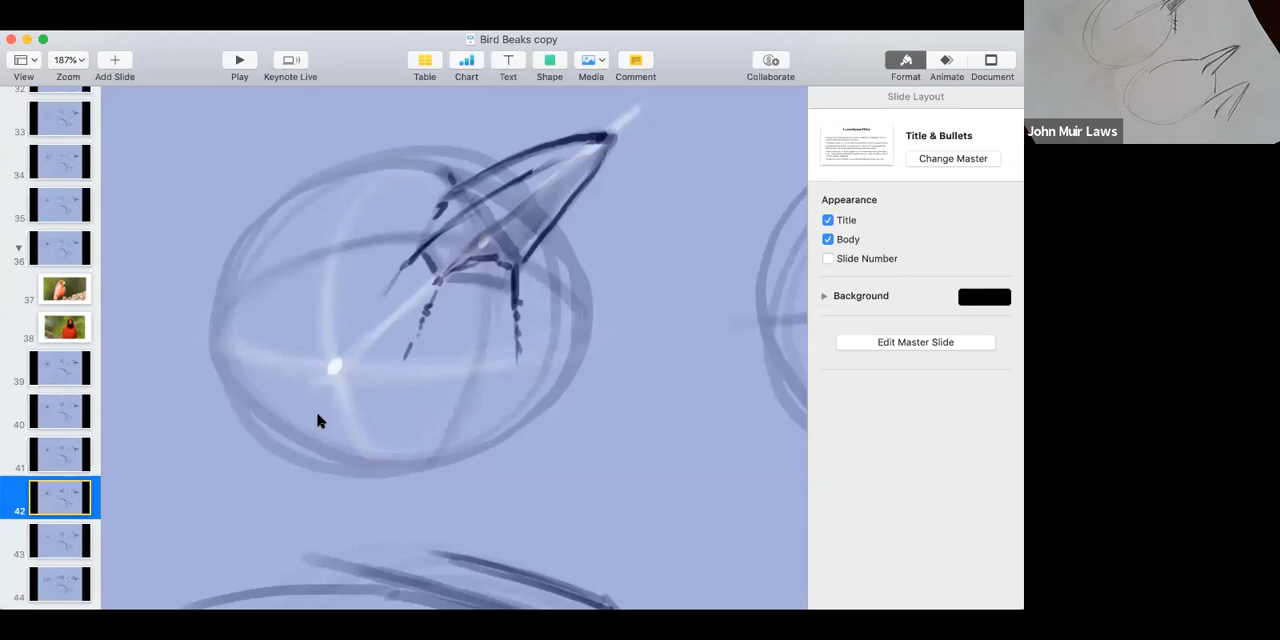 Bird Beaks copy
187%
View Zoom Add Slide Play Keynote Live Table Chart Text Shape Media Comment Collaborate Format Animate Document
Slide Layout
Title & Bullets
Change Master
Appearance
Title
Body
Slide Number
Background
Edit Master Slide
32
33
34
35
36
37
38
39
40
41
42
43
44
John Muir Laws